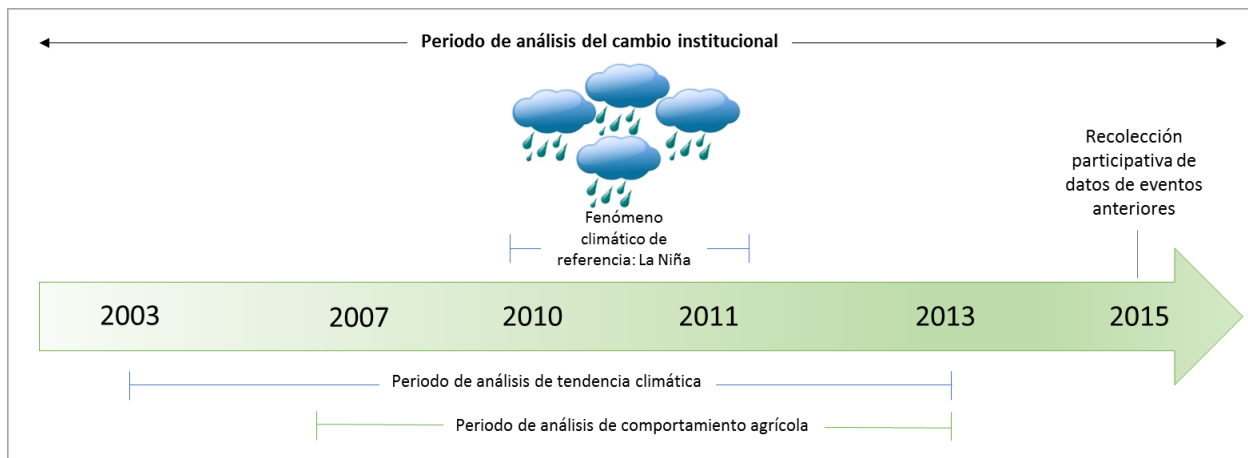 Periodo de análisis del cambio institucional
Recolección
participativa de
datos de eventos
anteriores
Fenómeno
climático de
referencia: La Niña
2003
2007
2010
2011
2013
2015
Periodo de análisis de tendencia climática
Periodo de análisis de comportamiento agrícola